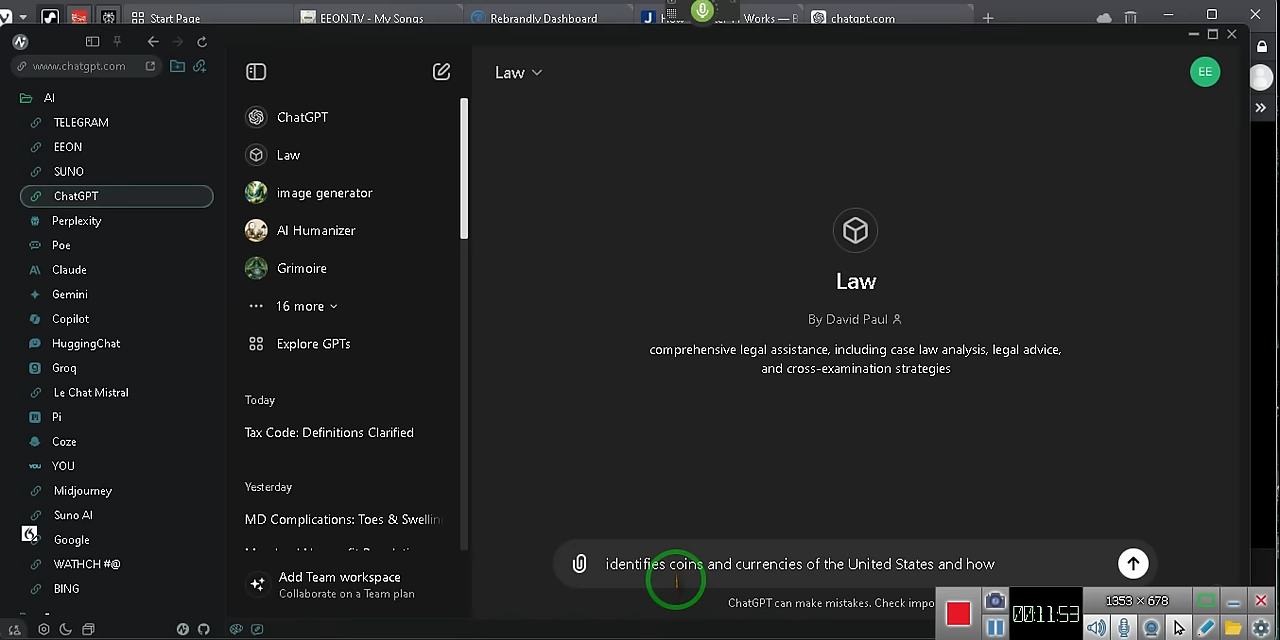 Start Page
EEON.TV - My Songs
Rebrandly Dashboard
Works — B
chatgpt.com
www.chatgpt.com
AI
TELEGRAM
EEON
SUNO
ChatGPT
Perplexity
Poe
Claude
Gemini
Copilot
HuggingChat
Groq
Le Chat Mistral
Pi
Coze
YOU
Midjourney
Suno AI
Google
WATHCH #@
BING
ChatGPT
Law
image generator
AI Humanizer
Grimoire
16 more
Explore GPTs
Today
Tax Code: Definitions Clarified
Yesterday
MD Complications: Toes & Swellin
Add Team workspace
Collaborate on a Team plan
Law
EE
Law
By David Paul
comprehensive legal assistance, including case law analysis, legal advice,
and cross-examination strategies
identifies coins and currencies of the United States and how
ChatGPT can make mistakes. Check impo
00:11:53
1353 × 678